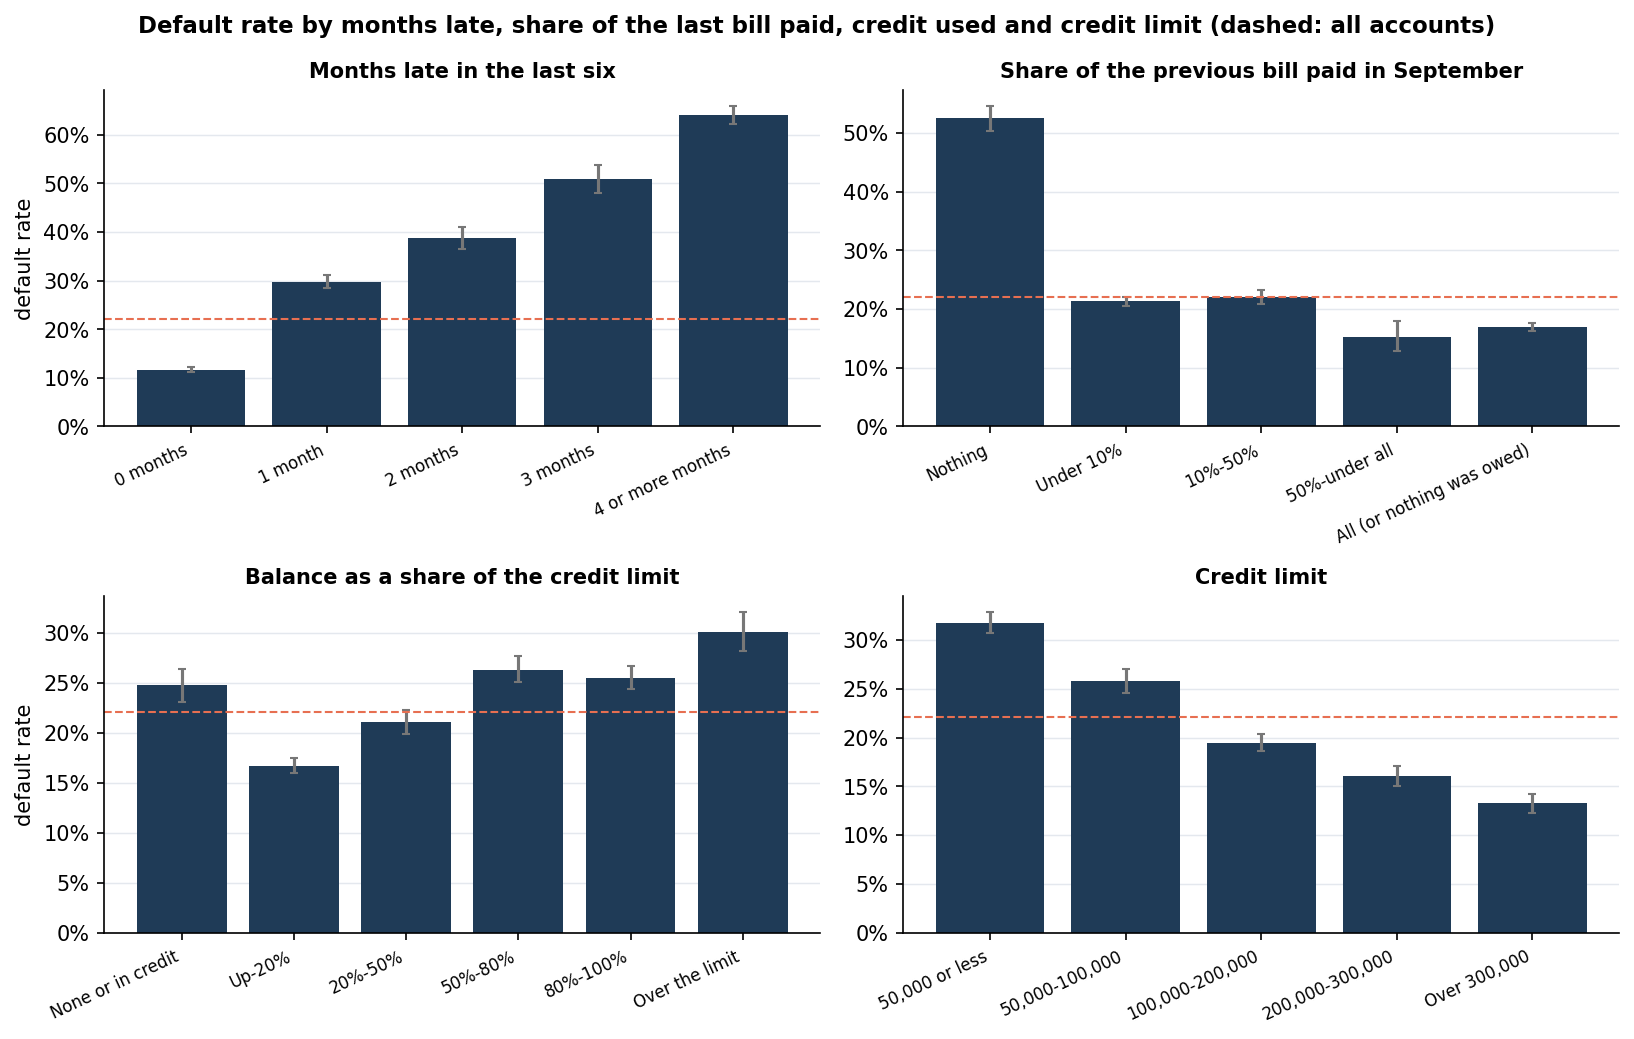 Default rate by months late, share of the last bill paid, credit used and credit limit (dashed: all accounts)
Months late in the last six
default rate
60%
50%
40%
30%
20%
10%
0%
0 months
1 month
2 months
3 months
4 or more months
Share of the previous bill paid in September
50%
40%
30%
20%
10%
0%
Nothing
Under 10%
10%-50%
50%-under all
All (or nothing was owed)
Balance as a share of the credit limit
default rate
30%
25%
20%
15%
10%
5%
0%
None or in credit
Up-20%
20%-50%
50%-80%
80%-100%
Over the limit
Credit limit
30%
25%
20%
15%
10%
5%
0%
50,000 or less
50,000-100,000
100,000-200,000
200,000-300,000
Over 300,000